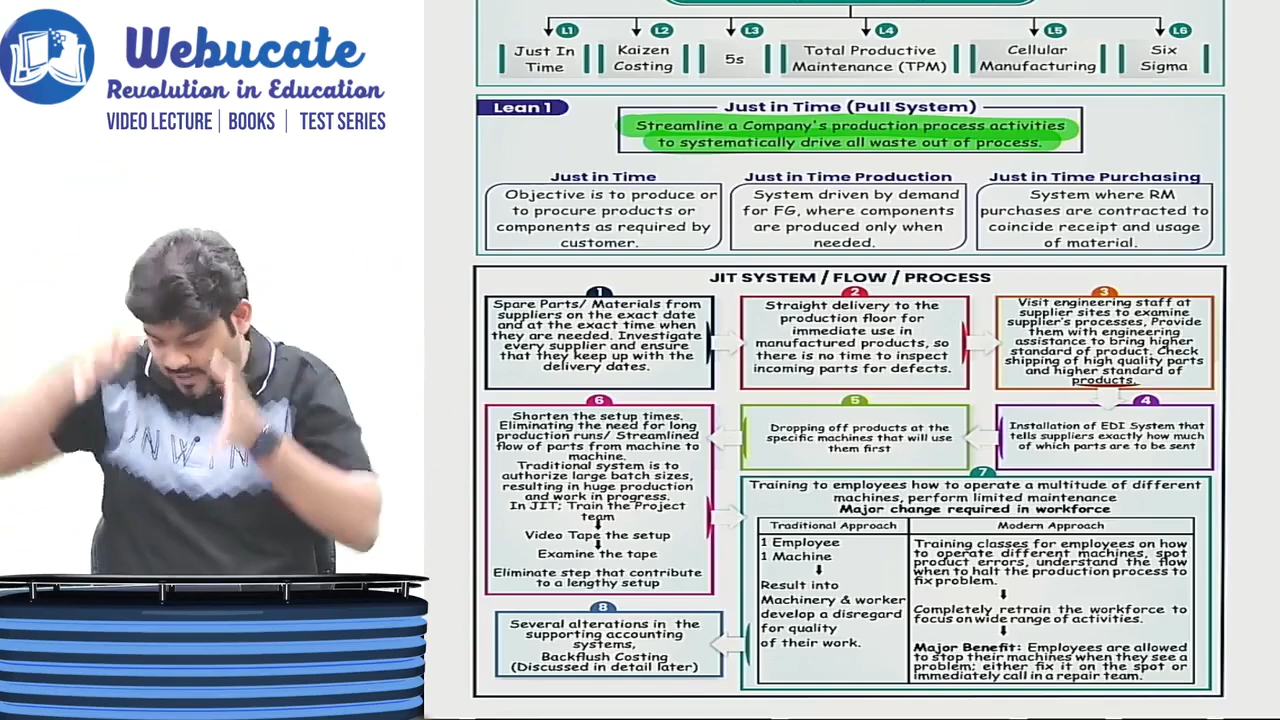 Webucate
Revolution in Education
VIDEO LECTURE | BOOKS | TEST SERIES
L1
Just In
Time
L2
Kaizen
Costing
L3
5s
L4
Total Productive
Maintenance (TPM)
L5
Cellular
Manufacturing
L6
Six
Sigma
Lean 1
Just in Time (Pull System)
Streamline a Company's production process activities
to systematically drive all waste out of process.
Just in Time
Objective is to produce or
to procure products or
components as required by
customer.
Just in Time Production
System driven by demand
for FG, where components
are produced only when
needed.
Just in Time Purchasing
System where RM
purchases are contracted to
coincide receipt and usage
of material.
JIT SYSTEM / FLOW / PROCESS
1
Spare Parts/ Materials from
suppliers on the exact date
and at the exact time when
they are needed. Investigate
every supplier and ensure
that they keep up with the
delivery dates.
2
Straight delivery to the
production floor for
immediate use in
manufactured products, so
there is no time to inspect
incoming parts for defects.
3
Visit engineering staff at
supplier sites to examine
supplier's processes, Provide
them with engineering
assistance to bring higher
standard of product. Check
shipping of high quality parts
and higher standard of
products.
4
Installation of EDI System that
tells suppliers exactly how much
of which parts are to be sent
5
Dropping off products at the
specific machines that will use
them first
6
Shorten the setup times.
Eliminating the need for long
production runs/ Streamlined
flow of parts from machine to
machine.
Traditional system is to
authorize large batch sizes,
resulting in huge production
and work in progress.
In JIT; Train the Project
team
Video Tape the setup
Examine the tape
Eliminate step that contribute
to a lengthy setup
7
Training to employees how to operate a multitude of different
machines, perform limited maintenance
Major change required in workforce
Traditional Approach
1 Employee
1 Machine
Result into
Machinery & worker
develop a disregard
for quality
of their work.
Modern Approach
Training classes for employees on how
to operate different machines, spot
product errors, understand the flow
when to halt the production process to
fix problem.
Completely retrain the workforce to
focus on wide range of activities.
Major Benefit: Employees are allowed
to stop their machines when they see a
problem; either fix it on the spot or
immediately call in a repair team.
8
Several alterations in the
supporting accounting
systems,
Backflush Costing
(Discussed in detail later)